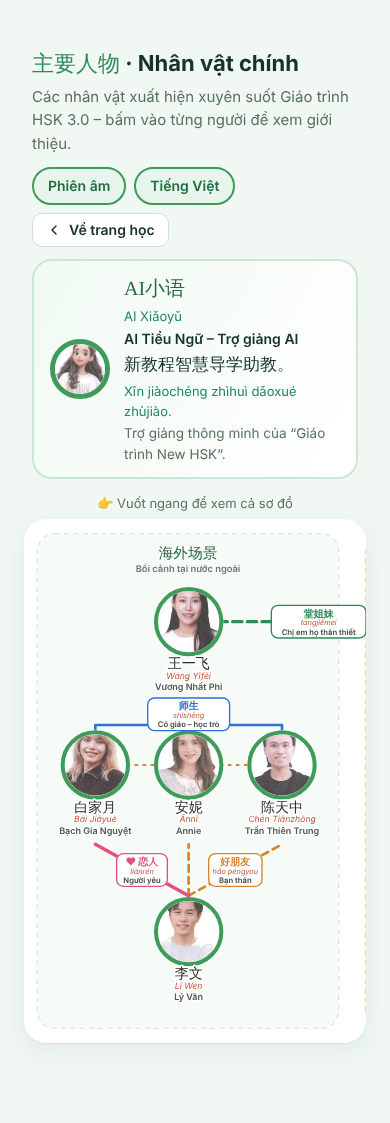 主要人物 · Nhân vật chính
Các nhân vật xuất hiện xuyên suốt Giáo trình
HSK 3.0 – bấm vào từng người để xem giới
thiệu.
Phiên âm
Tiếng Việt
Về trang học
AI小语
AI Xiǎoyǔ
AI Tiểu Ngữ – Trợ giảng AI
新教程智慧导学助教。
Xīn jiàochéng zhìhuì dǎoxué
zhùjiào.
Trợ giảng thông minh của “Giáo
trình New HSK”.
👉 Vuốt ngang để xem cả sơ đồ
海外场景
Bối cảnh tại nước ngoài
堂姐妹
tángjiěmèi
Chị em họ thân thiết
王一飞
Wáng Yīfēi
Vương Nhất Phi
师生
shīshēng
Cô giáo – học trò
白家月
Bái Jiāyuè
Bạch Gia Nguyệt
安妮
Ānnī
Annie
陈天中
Chén Tiānzhōng
Trần Thiên Trung
❤ 恋人
liànrén
Người yêu
好朋友
hǎo péngyou
Bạn thân
李文
Lǐ Wén
Lý Văn